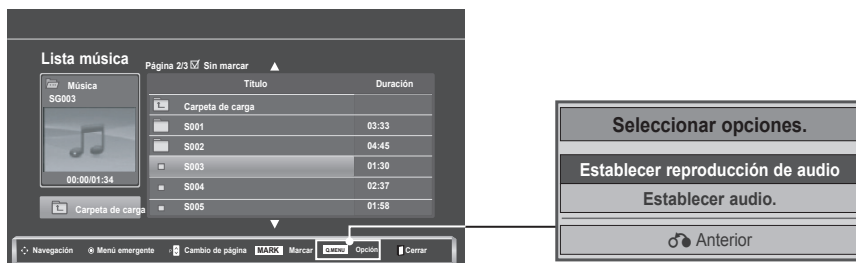 Lista música
Página 2/3 Sin marcar
Música
SG003
00:00/01:34
Carpeta de carga
Título Duración
Carpeta de carga
S001 03:33
S002 04:45
S003 01:30
S004 02:37
S005 01:58
Navegación Menú emergente P Cambio de página MARK Marcar Q.MENU Opción Cerrar
Seleccionar opciones.
Establecer reproducción de audio
Establecer audio.
Anterior